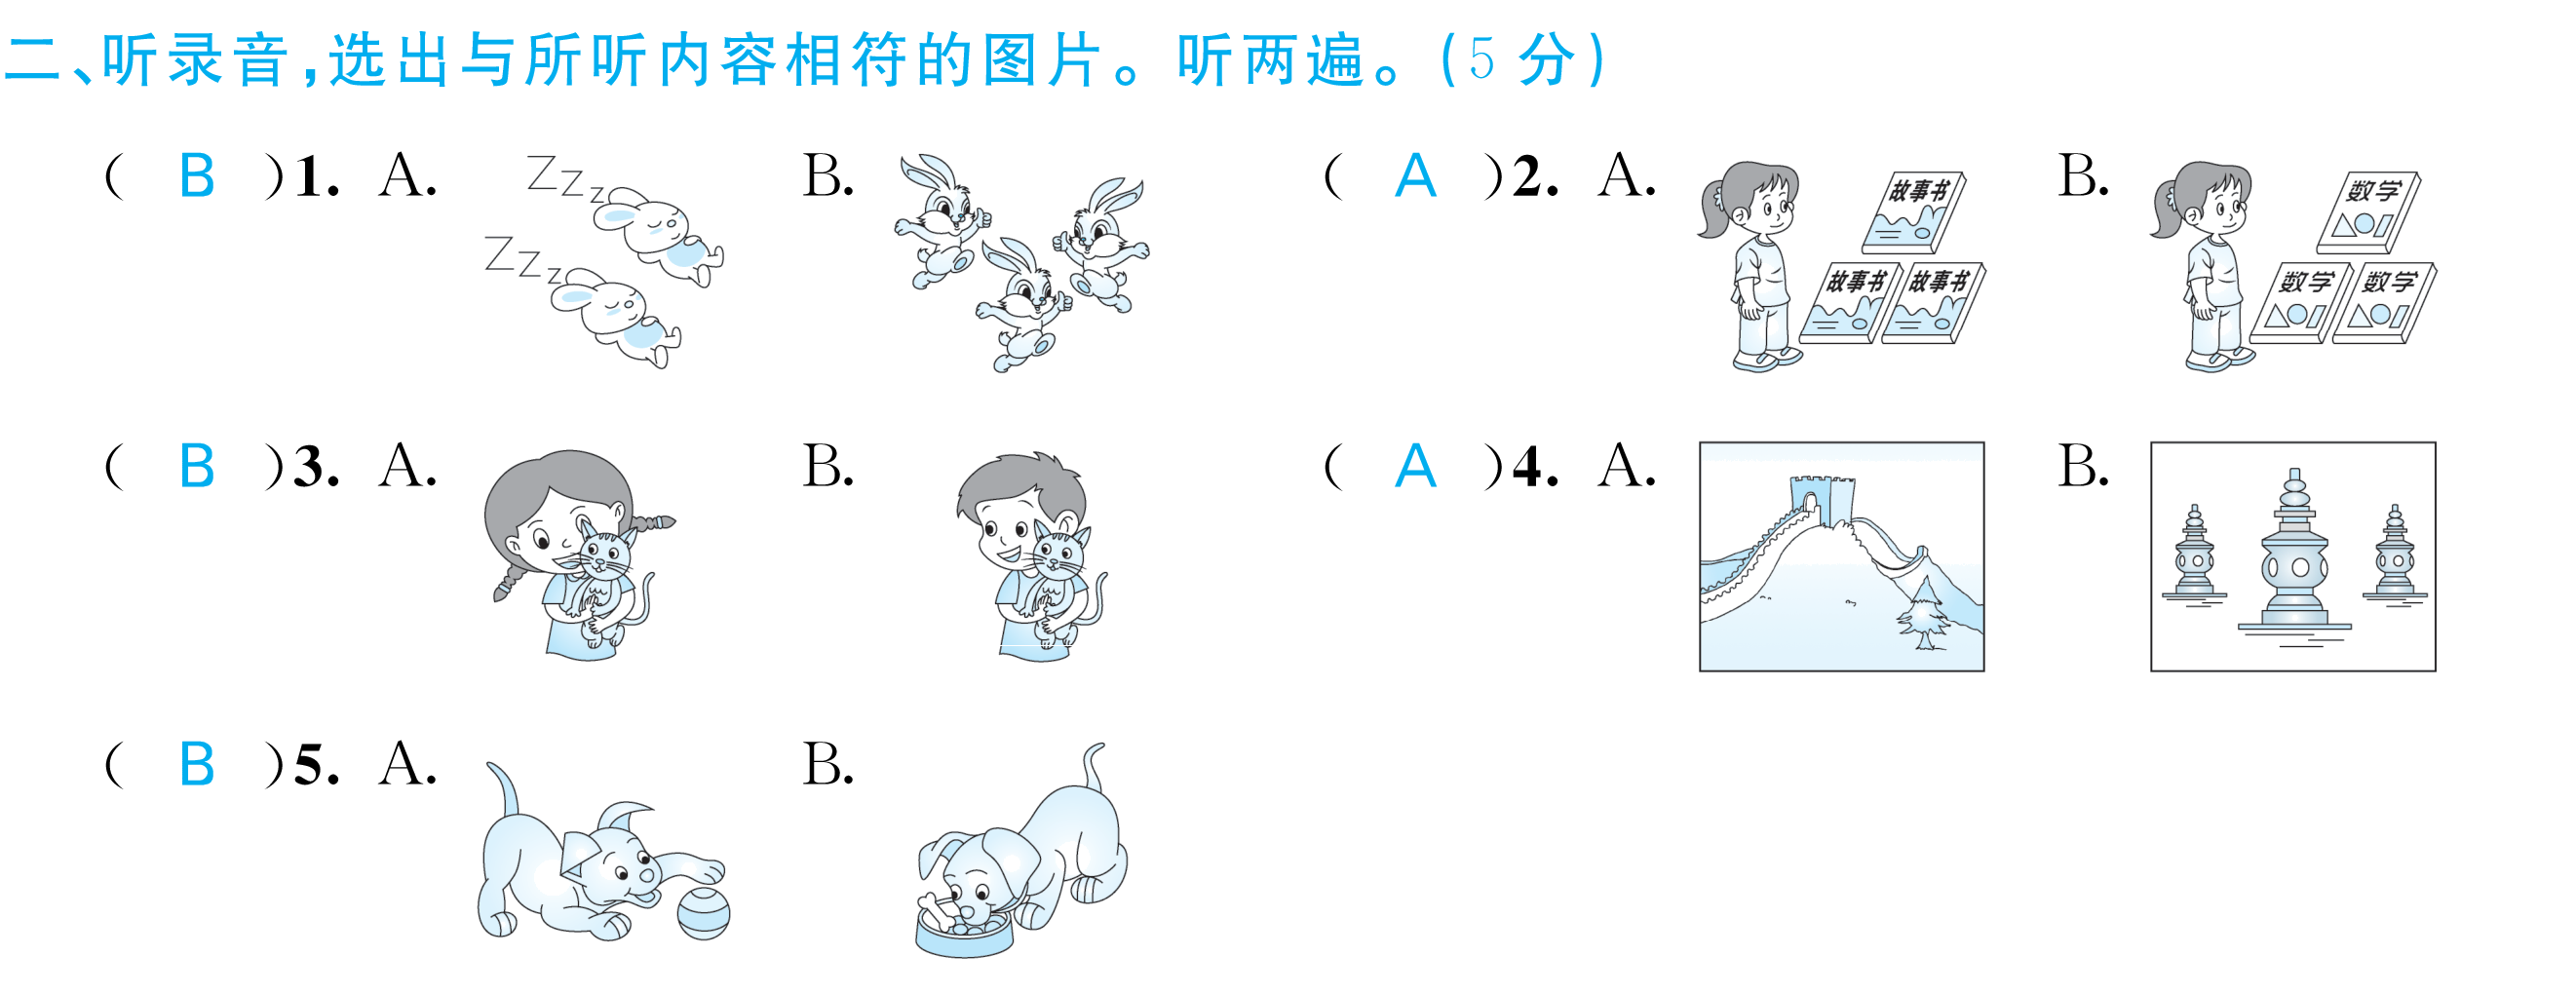 二、听录音,选出与所听内容相符的图片。听两遍。(5 分)
( B )1. A. ZZZ ZZZ B. ( A )2. A. 故事书 故事书 故事书 B. 数学 数学 数学
( B )3. A. B. ( A )4. A. B.
( B )5. A. B.